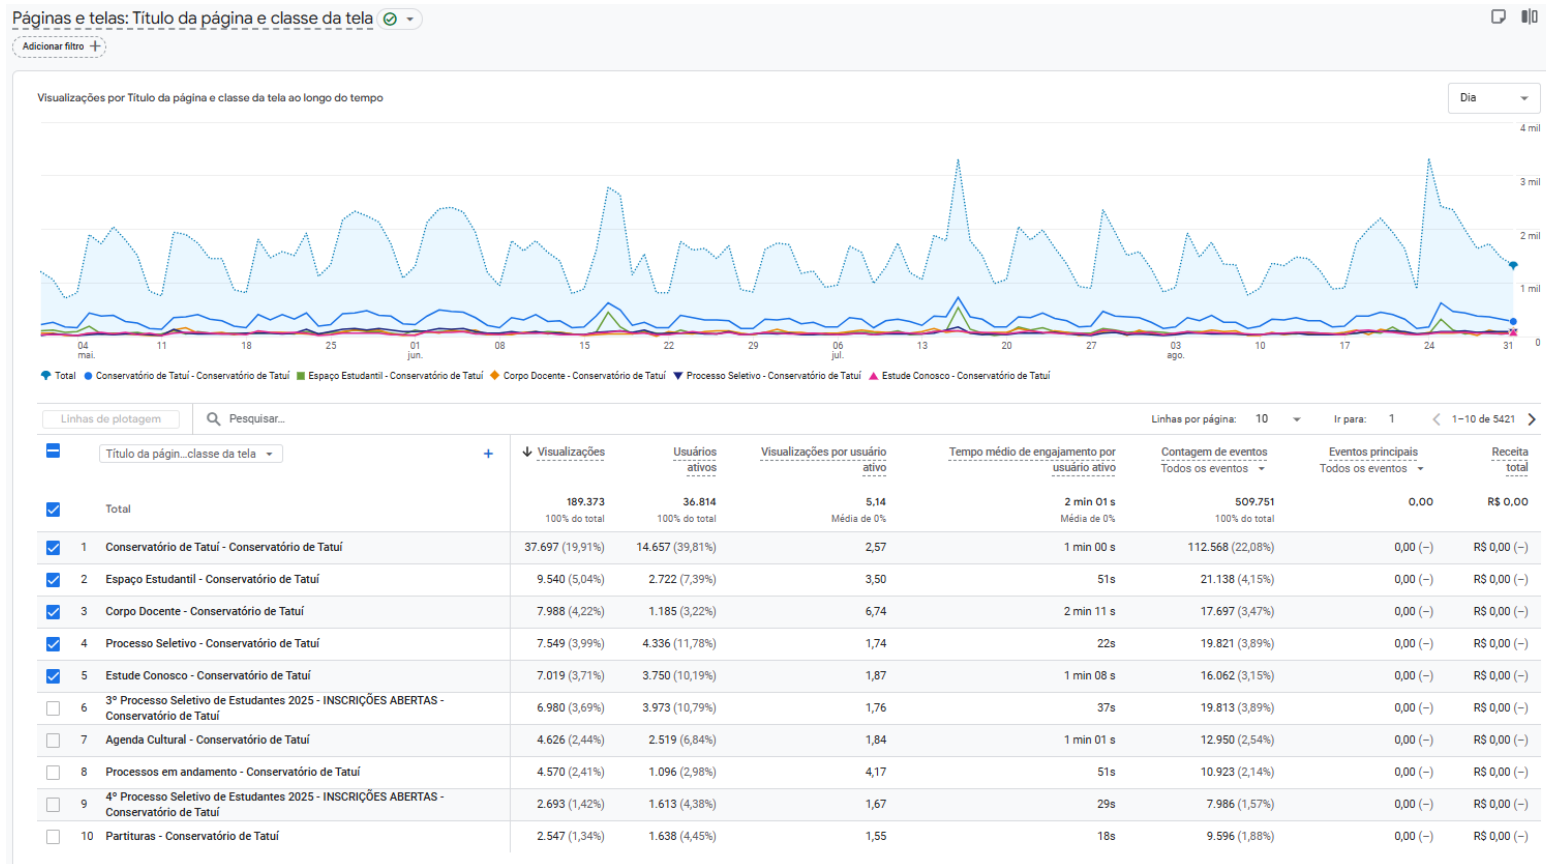 Páginas e telas: Título da página e classe da tela
Adicionar filtro +
Visualizações por Título da página e classe da tela ao longo do tempo
Dia
4 mil
3 mil
2 mil
1 mil
0
04 11 18 25 01 08 15 22 29 06 13 20 27 03 10 17 24 31
mai. jun. jul. ago.
Total Conservatório de Tatuí - Conservatório de Tatuí Espaço Estudantil - Conservatório de Tatuí Corpo Docente - Conservatório de Tatuí Processo Seletivo - Conservatório de Tatuí Estude Conosco - Conservatório de Tatuí
Linhas de plotagem Pesquisar... Linhas por página: 10 Ir para: 1 1–10 de 5421
Título da págin...classe da tela + Visualizações Usuários ativos Visualizações por usuário ativo Tempo médio de engajamento por usuário ativo Contagem de eventos Todos os eventos Eventos principais Todos os eventos Receita total
Total 189.373 36.814 5,14 2 min 01 s 509.751 0,00 R$ 0,00
100% do total 100% do total Média de 0% Média de 0% 100% do total
1 Conservatório de Tatuí - Conservatório de Tatuí 37.697 (19,91%) 14.657 (39,81%) 2,57 1 min 00 s 112.568 (22,08%) 0,00 (–) R$ 0,00 (–)
2 Espaço Estudantil - Conservatório de Tatuí 9.540 (5,04%) 2.722 (7,39%) 3,50 51s 21.138 (4,15%) 0,00 (–) R$ 0,00 (–)
3 Corpo Docente - Conservatório de Tatuí 7.988 (4,22%) 1.185 (3,22%) 6,74 2 min 11 s 17.697 (3,47%) 0,00 (–) R$ 0,00 (–)
4 Processo Seletivo - Conservatório de Tatuí 7.549 (3,99%) 4.336 (11,78%) 1,74 22s 19.821 (3,89%) 0,00 (–) R$ 0,00 (–)
5 Estude Conosco - Conservatório de Tatuí 7.019 (3,71%) 3.750 (10,19%) 1,87 1 min 08 s 16.062 (3,15%) 0,00 (–) R$ 0,00 (–)
6 3º Processo Seletivo de Estudantes 2025 - INSCRIÇÕES ABERTAS - Conservatório de Tatuí 6.980 (3,69%) 3.973 (10,79%) 1,76 37s 19.813 (3,89%) 0,00 (–) R$ 0,00 (–)
7 Agenda Cultural - Conservatório de Tatuí 4.626 (2,44%) 2.519 (6,84%) 1,84 1 min 01 s 12.950 (2,54%) 0,00 (–) R$ 0,00 (–)
8 Processos em andamento - Conservatório de Tatuí 4.570 (2,41%) 1.096 (2,98%) 4,17 51s 10.923 (2,14%) 0,00 (–) R$ 0,00 (–)
9 4º Processo Seletivo de Estudantes 2025 - INSCRIÇÕES ABERTAS - Conservatório de Tatuí 2.693 (1,42%) 1.613 (4,38%) 1,67 29s 7.986 (1,57%) 0,00 (–) R$ 0,00 (–)
10 Partituras - Conservatório de Tatuí 2.547 (1,34%) 1.638 (4,45%) 1,55 18s 9.596 (1,88%) 0,00 (–) R$ 0,00 (–)